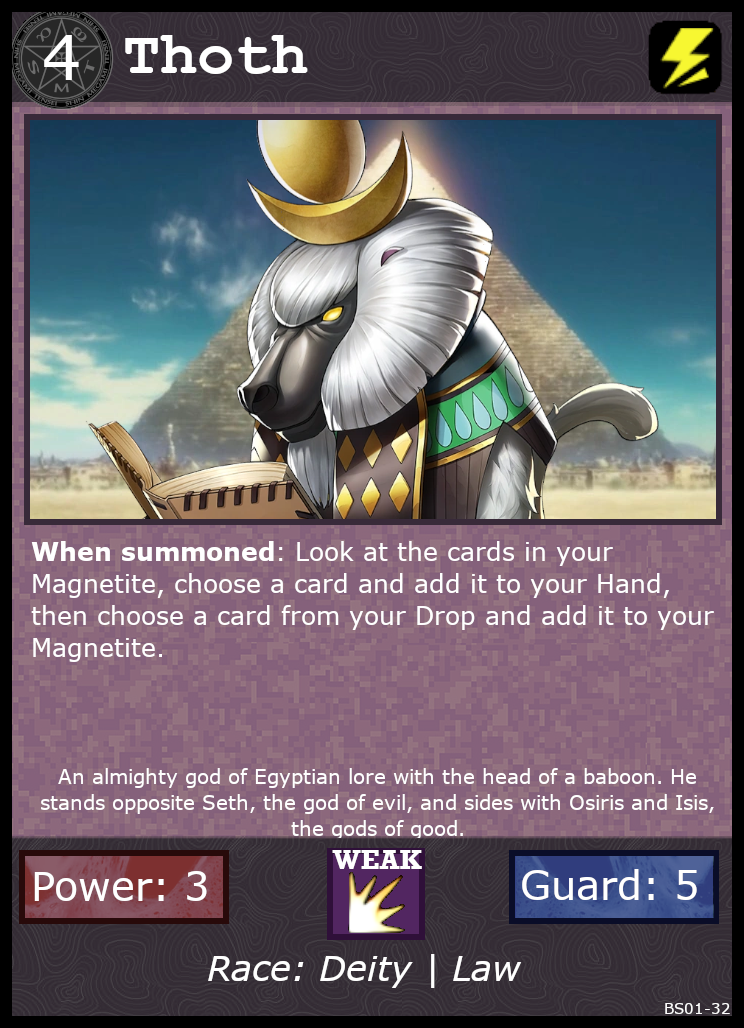 4 Thoth
When summoned: Look at the cards in your
Magnetite, choose a card and add it to your Hand,
then choose a card from your Drop and add it to your
Magnetite.
An almighty god of Egyptian lore with the head of a baboon. He
stands opposite Seth, the god of evil, and sides with Osiris and Isis,
the gods of good.
Power: 3
WEAK
Guard: 5
Race: Deity | Law
BS01-32